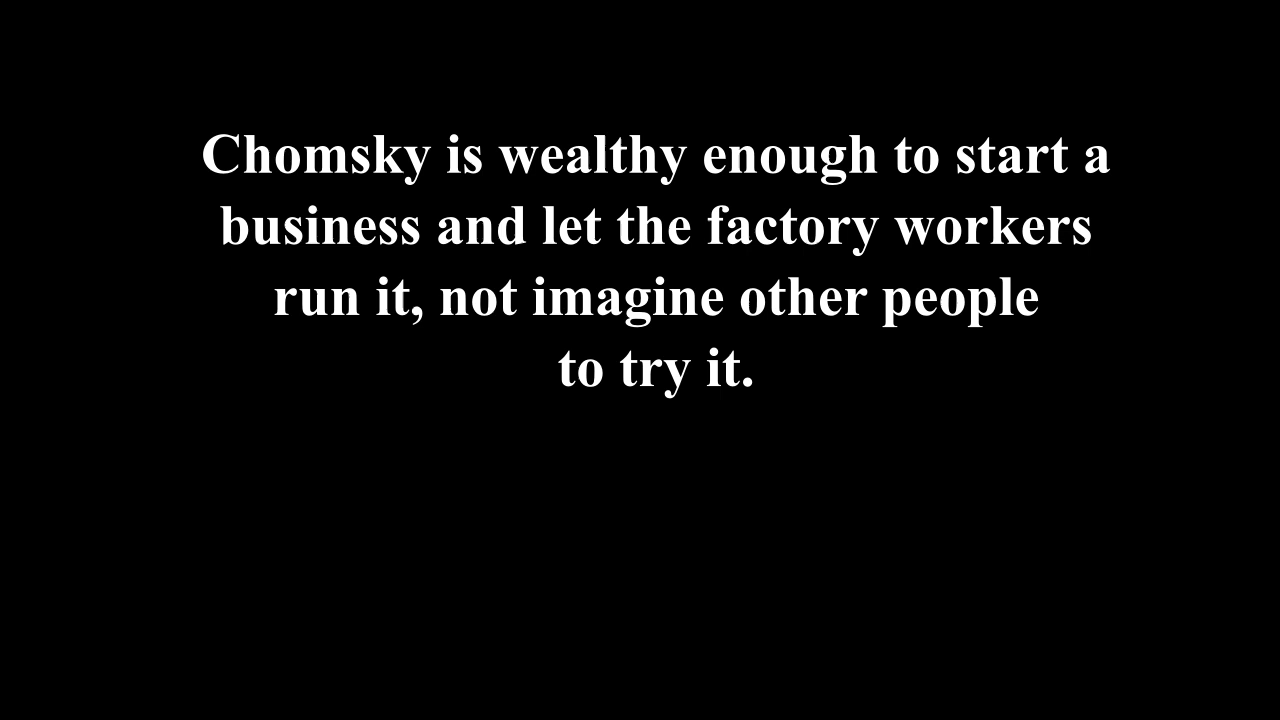 Chomsky is wealthy enough to start a
business and let the factory workers
run it, not imagine other people
to try it.